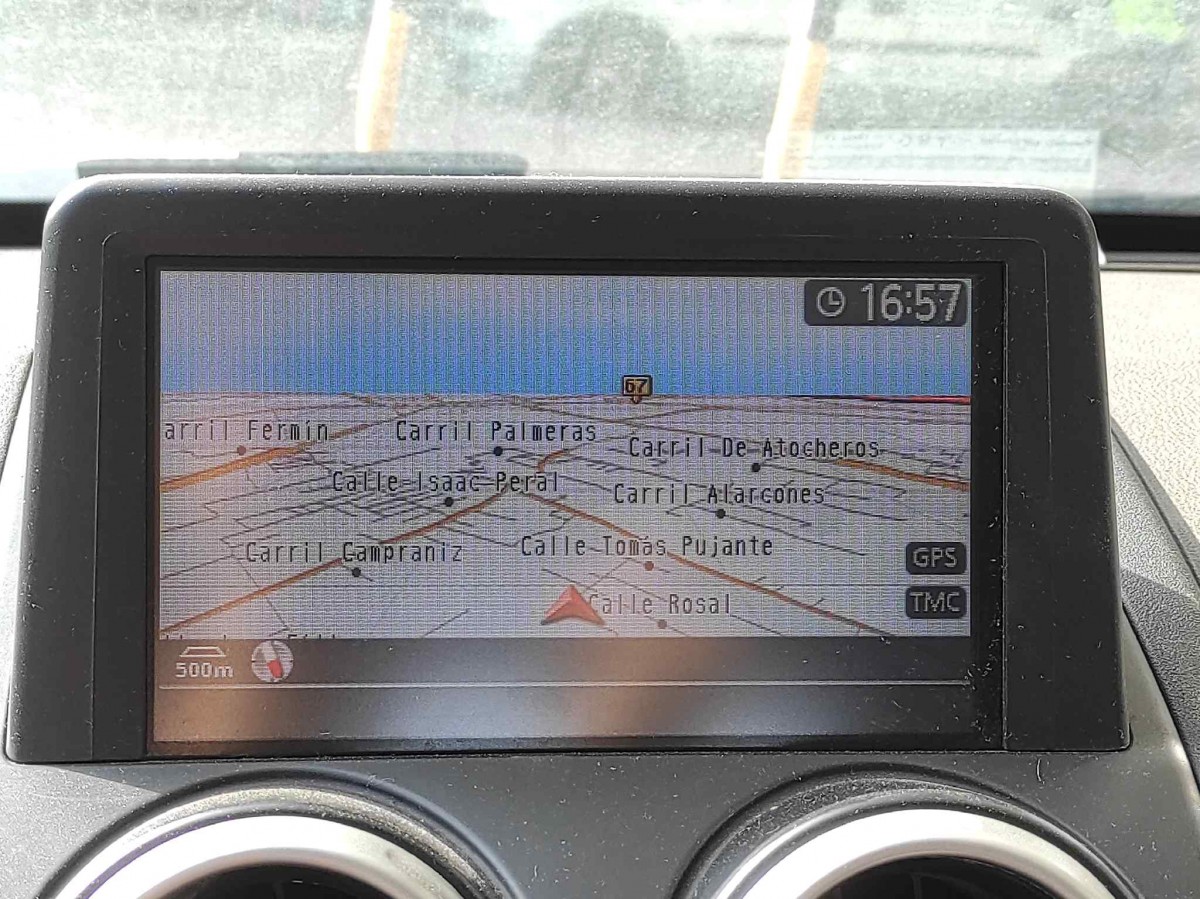 16:57
67
arril Fermin
Carril Palmeras
Carril De Atocheros
Calle Isaac Peral
Carril Alarcones
Carril Campraniz
Calle Tomás Pujante
GPS
Calle Rosal
TMC
500m